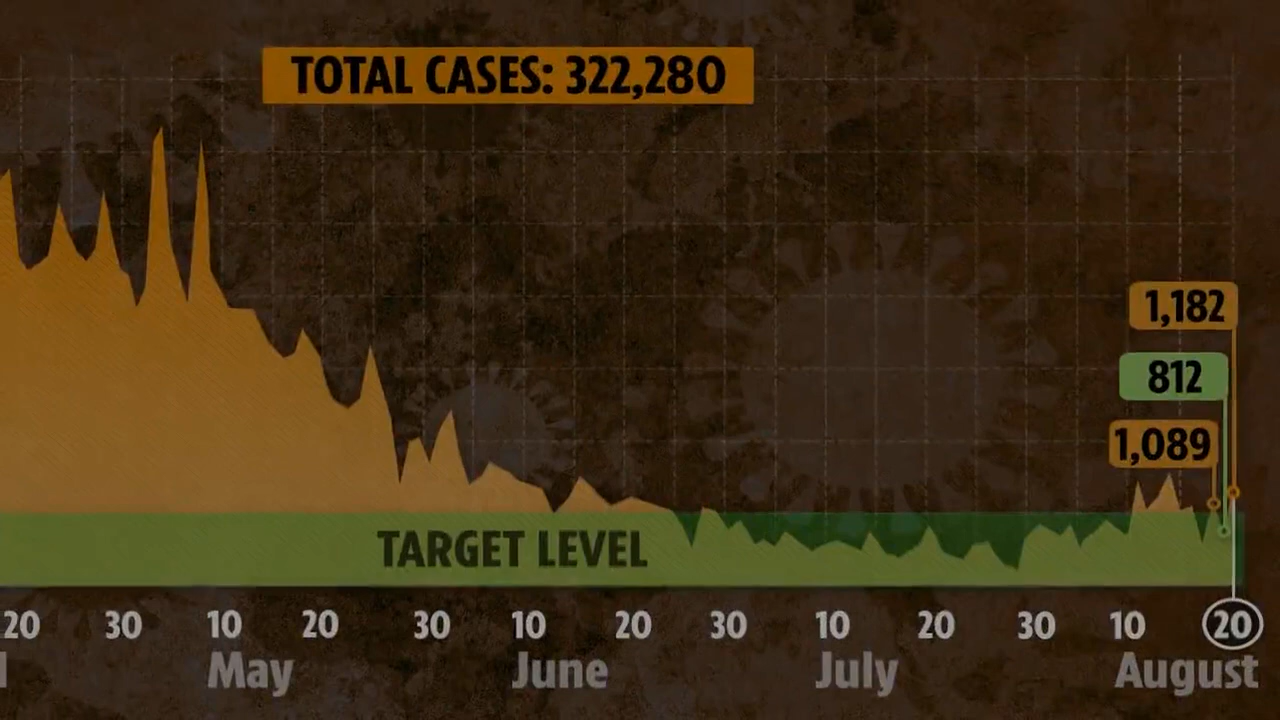 TOTAL CASES: 322,280
1,182
812
1,089
TARGET LEVEL
20 30 10 20 30 10 20 30 10 20 30 10 20
May June July August